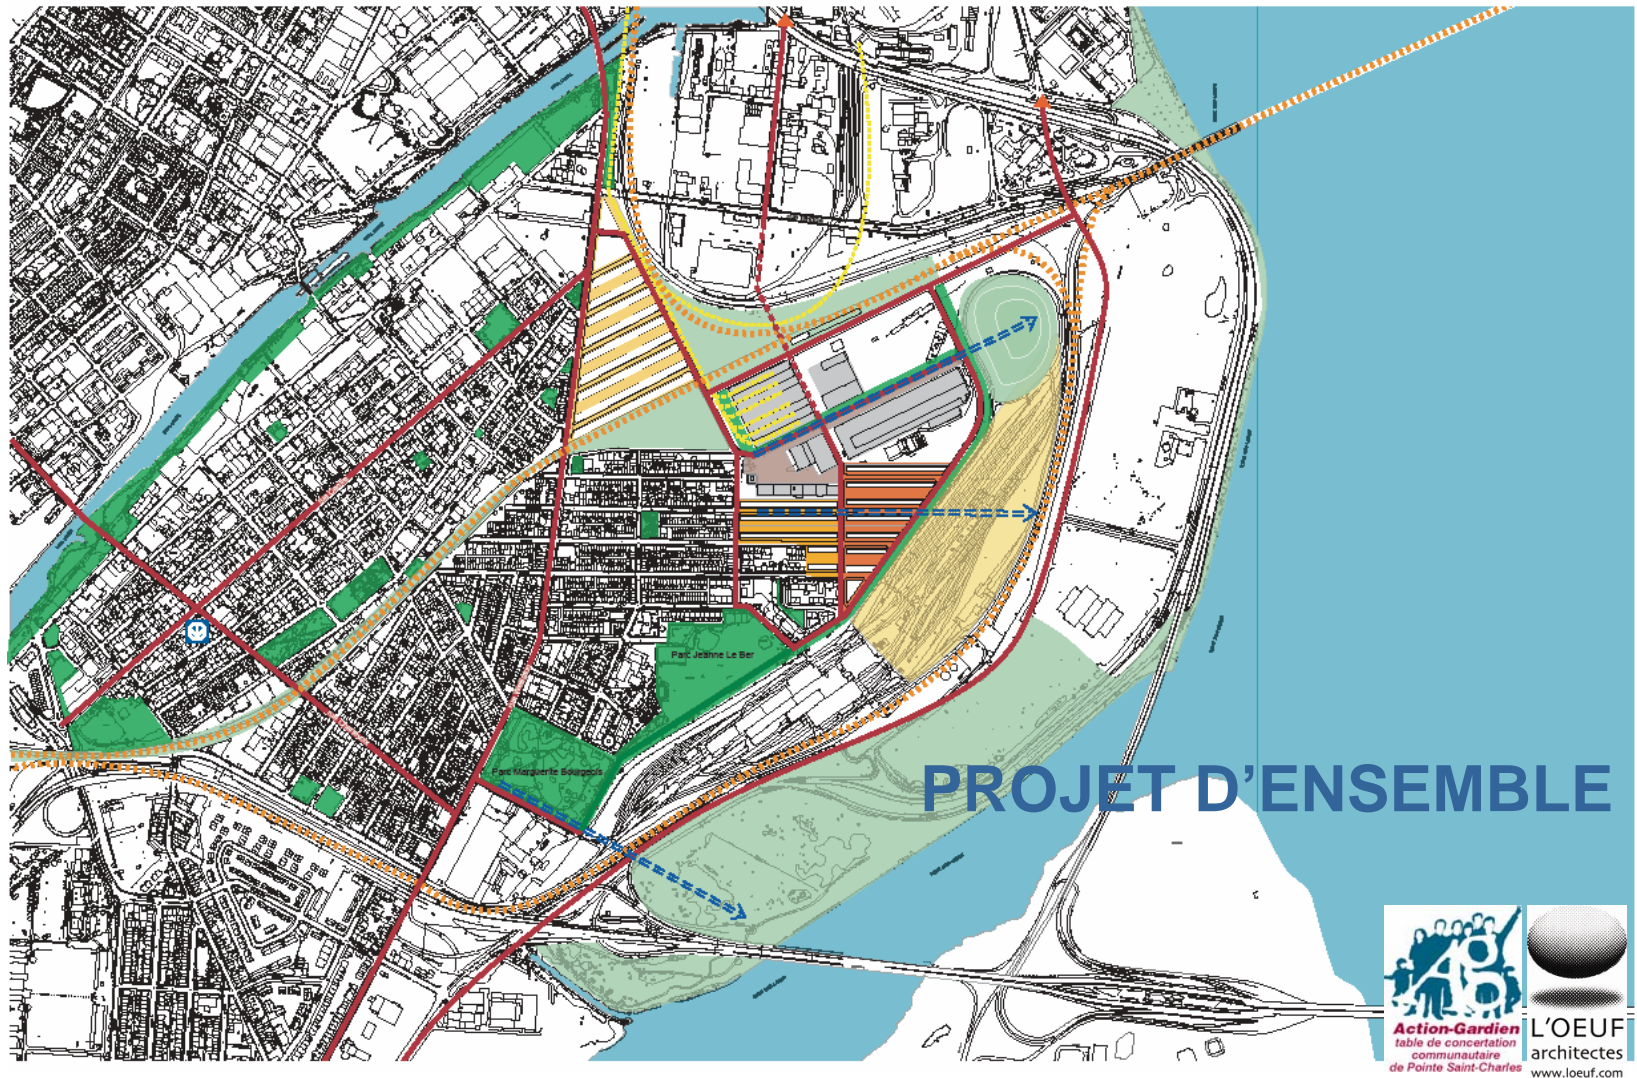 Parc Jeanne Le Ber
Parc Marguerite Bourgeois
PROJET D'ENSEMBLE
Action-Gardien
table de concertation
communautaire
de Pointe Saint-Charles
L'OEUF
architectes
www.loeuf.com